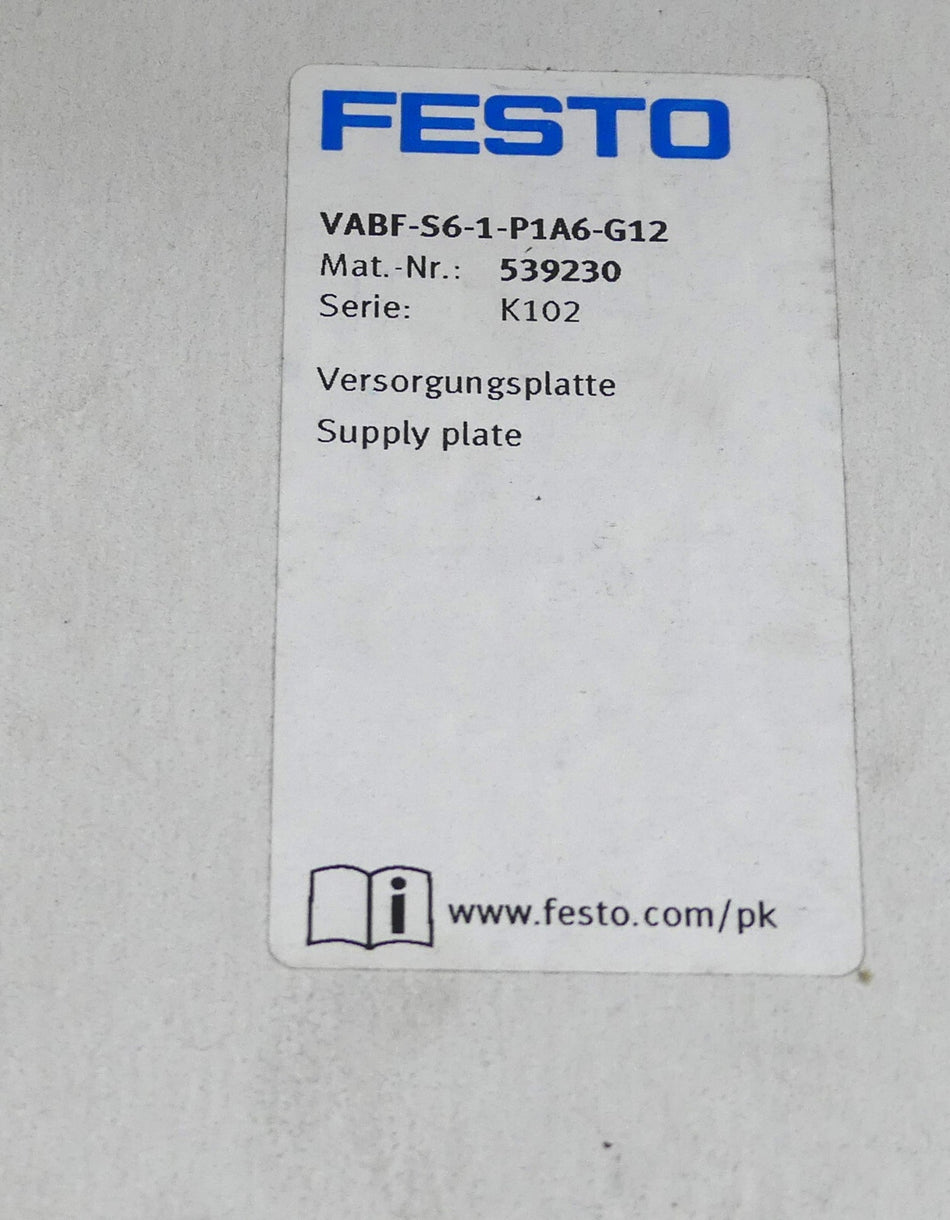 FESTO
VABF-S6-1-P1A6-G12
Mat.-Nr.: 539230
Serie: K102
Versorgungsplatte
Supply plate
i www.festo.com/pk